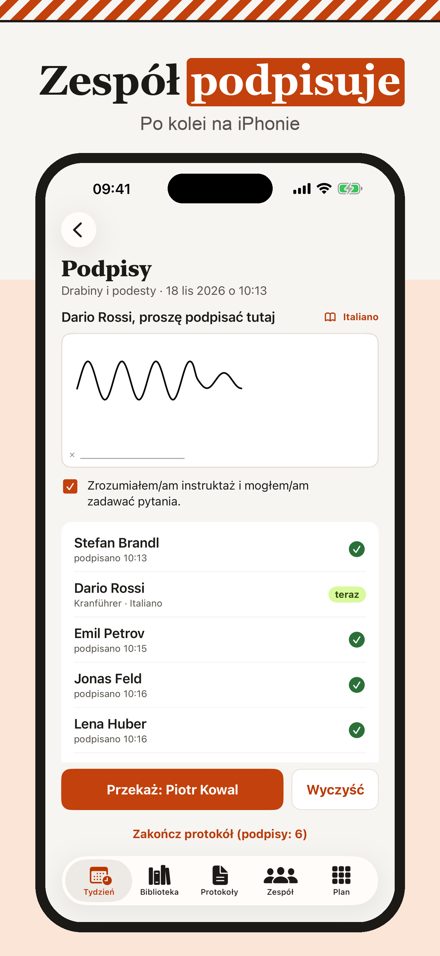 Zespół podpisuje
Po kolei na iPhonie
09:41
Podpisy
Drabiny i podesty · 18 lis 2026 o 10:13
Dario Rossi, proszę podpisać tutaj
Italiano
×
Zrozumiałem/am instruktaż i mogłem/am
zadawać pytania.
Stefan Brandl
podpisano 10:13
Dario Rossi
Kranführer · Italiano
teraz
Emil Petrov
podpisano 10:15
Jonas Feld
podpisano 10:16
Lena Huber
podpisano 10:16
Przekaż: Piotr Kowal
Wyczyść
Zakończ protokół (podpisy: 6)
Tydzień
Biblioteka
Protokoły
Zespół
Plan